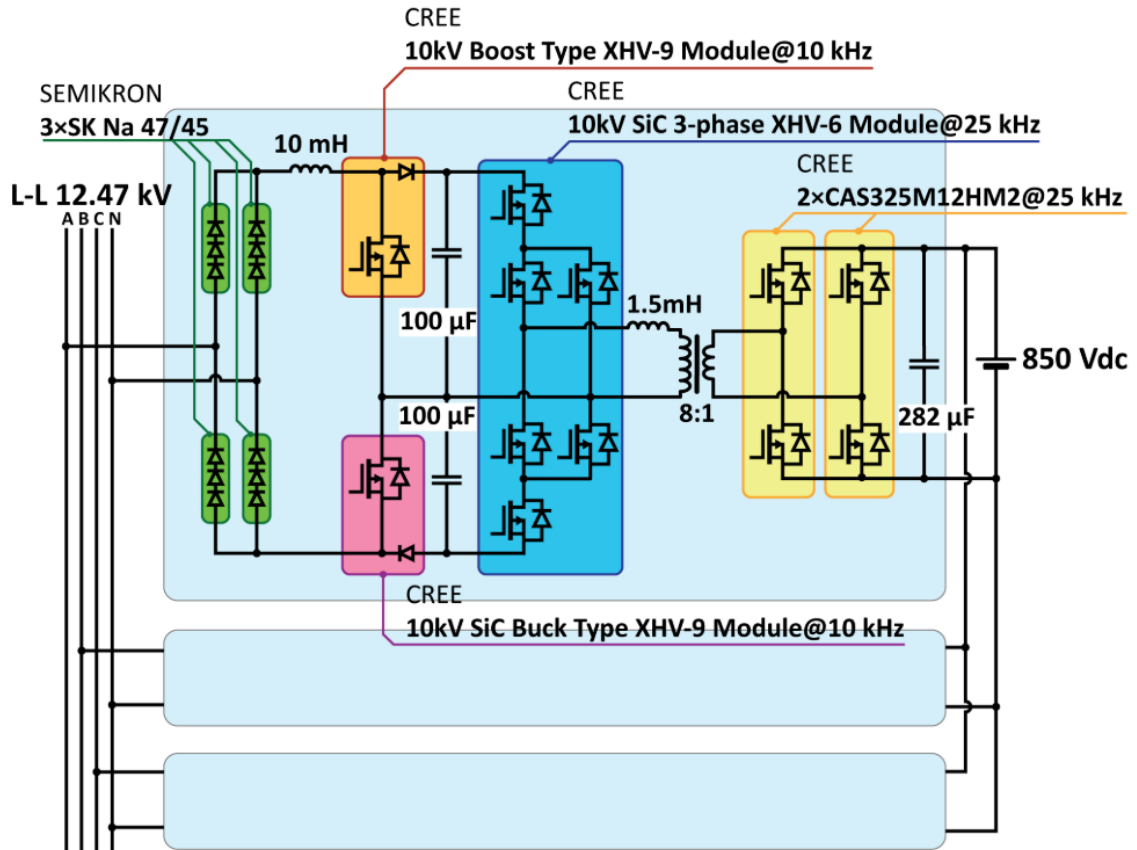 CREE
10kV Boost Type XHV-9 Module@10 kHz
SEMIKRON
3×SK Na 47/45
CREE
10kV SiC 3-phase XHV-6 Module@25 kHz
10 mH
CREE
2×CAS325M12HM2@25 kHz
L-L 12.47 kV
A B C N
100 µF
1.5mH
850 Vdc
8:1
100 µF
282 µF
CREE
10kV SiC Buck Type XHV-9 Module@10 kHz